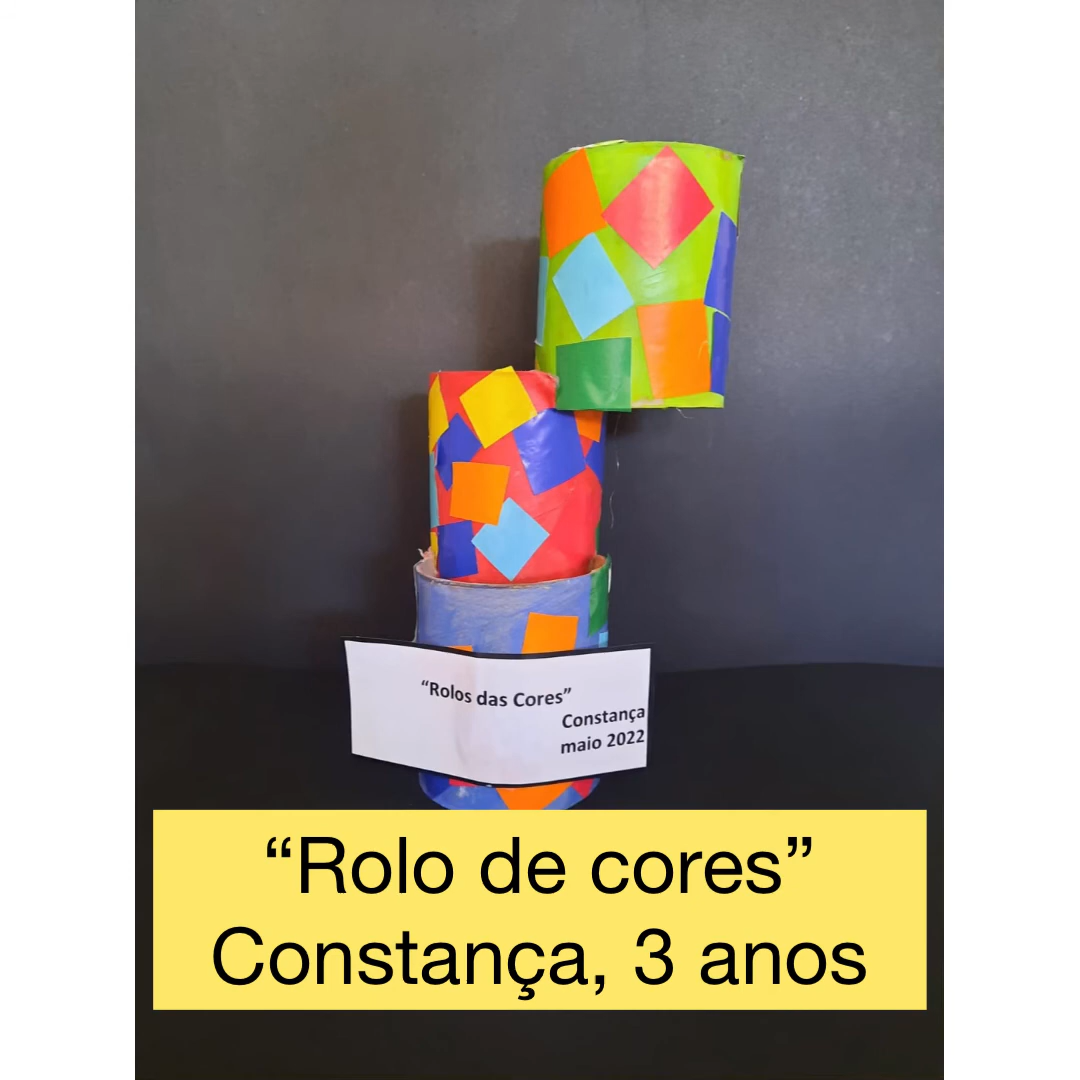 “Rolos das Cores”
Constança
maio 2022
“Rolo de cores”
Constança, 3 anos